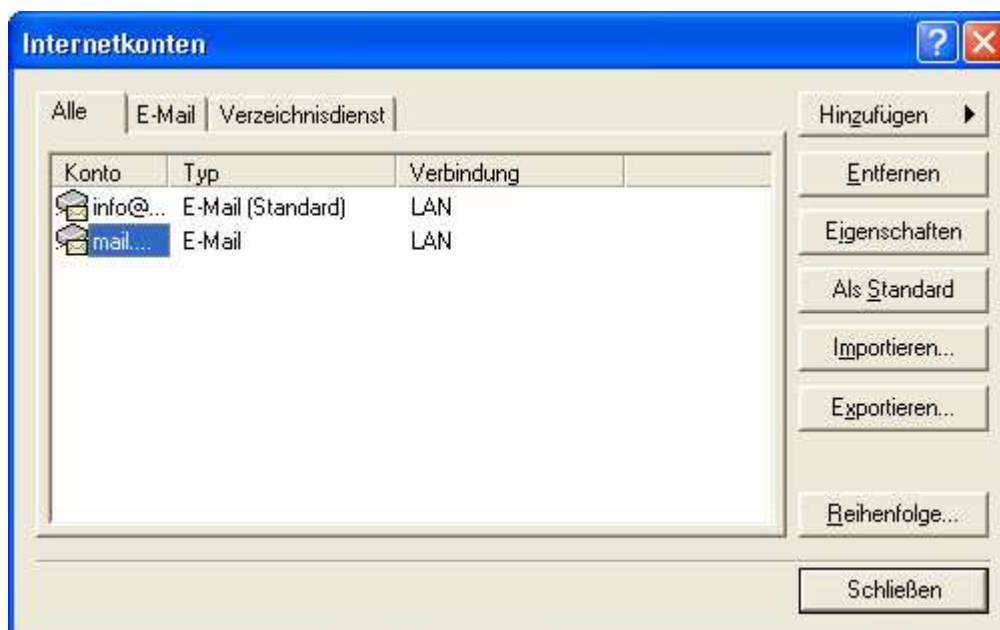 Internetkonten
Alle E-Mail Verzeichnisdienst
Konto Typ Verbindung
info@... E-Mail (Standard) LAN
mail.... E-Mail LAN
Hinzufügen
Entfernen
Eigenschaften
Als Standard
Importieren...
Exportieren...
Reihenfolge...
Schließen